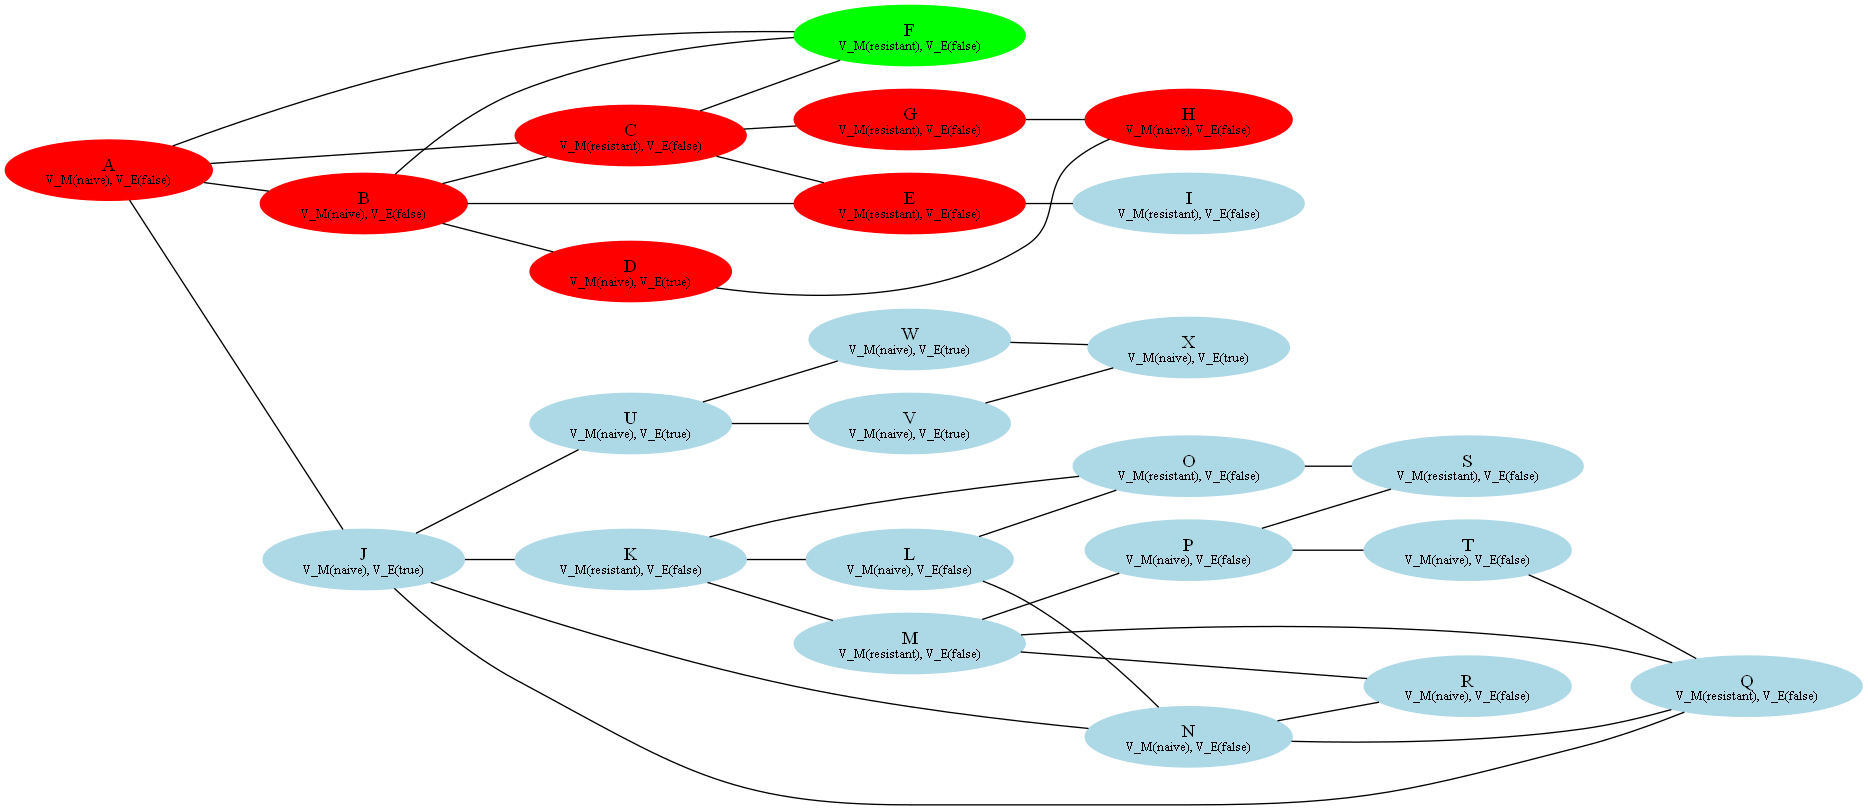 F
V_M(resistant), V_E(false)
C
V_M(resistant), V_E(false)
G
V_M(resistant), V_E(false)
H
V_M(naive), V_E(false)
A
V_M(naive), V_E(false)
B
V_M(naive), V_E(false)
E
V_M(resistant), V_E(false)
I
V_M(resistant), V_E(false)
D
V_M(naive), V_E(true)
W
V_M(naive), V_E(true)
X
V_M(naive), V_E(true)
U
V_M(naive), V_E(true)
V
V_M(naive), V_E(true)
O
V_M(resistant), V_E(false)
S
V_M(resistant), V_E(false)
J
V_M(naive), V_E(true)
K
V_M(resistant), V_E(false)
L
V_M(naive), V_E(false)
P
V_M(naive), V_E(false)
T
V_M(naive), V_E(false)
M
V_M(resistant), V_E(false)
R
V_M(naive), V_E(false)
Q
V_M(resistant), V_E(false)
N
V_M(naive), V_E(false)